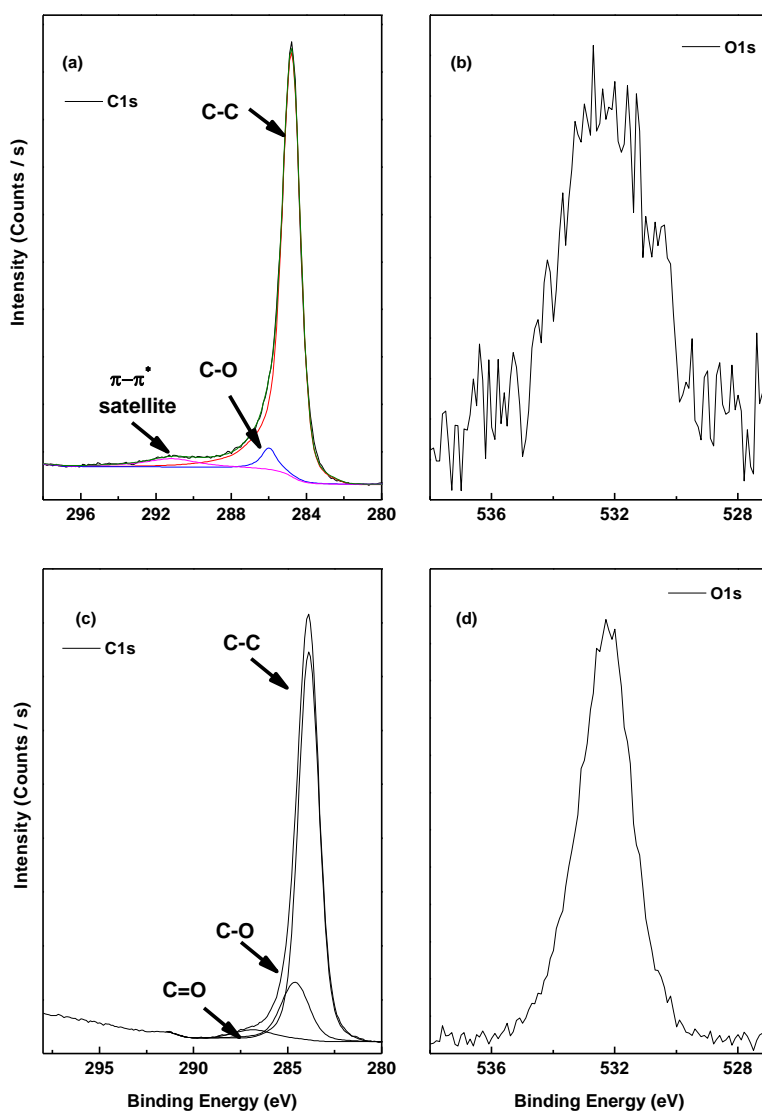 (a)
C1s
C-C
C-O
π-π*
satellite
Intensity (Counts / s)
296 292 288 284 280
(b)
O1s
536 532 528
(c)
C1s
C-C
C-O
C=O
Intensity (Counts / s)
295 290 285 280
Binding Energy (eV)
(d)
O1s
536 532 528
Binding Energy (eV)